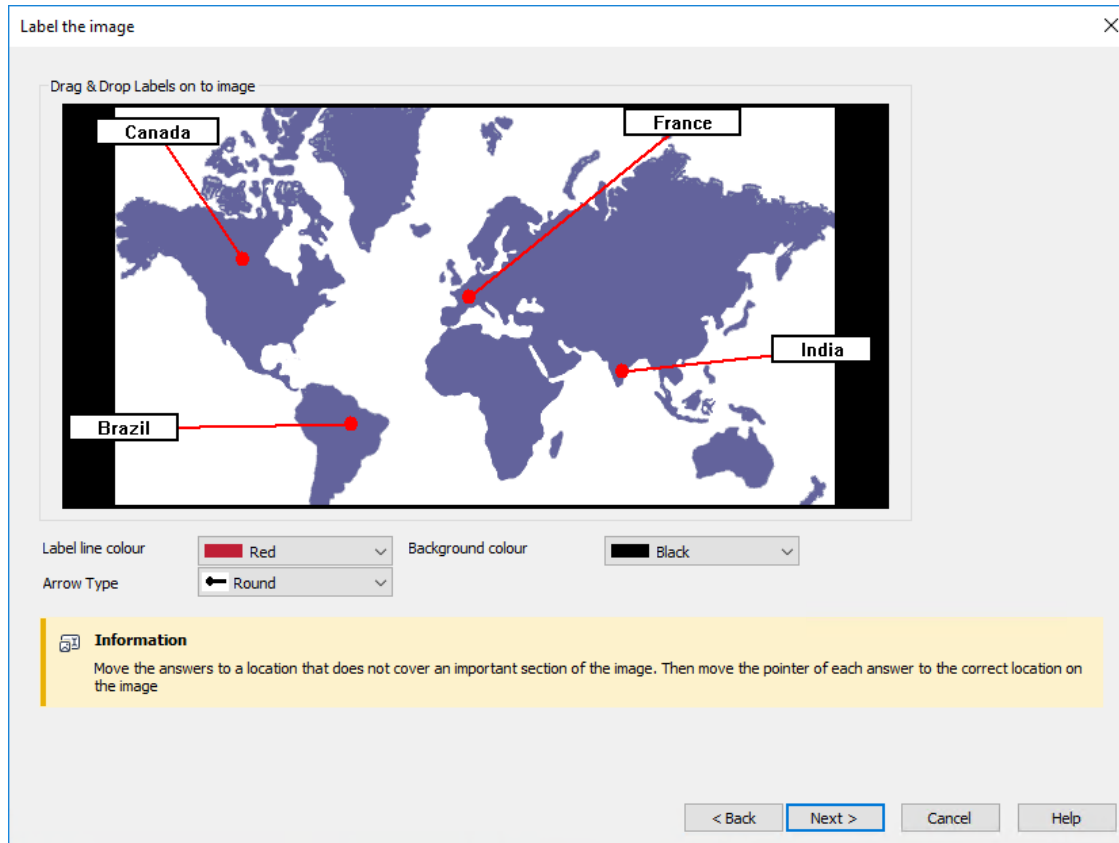 Label the image
Drag & Drop Labels on to image
Canada
France
India
Brazil
Label line colour
Red
Background colour
Black
Arrow Type
Round
Information
Move the answers to a location that does not cover an important section of the image. Then move the pointer of each answer to the correct location on
the image
< Back
Next >
Cancel
Help